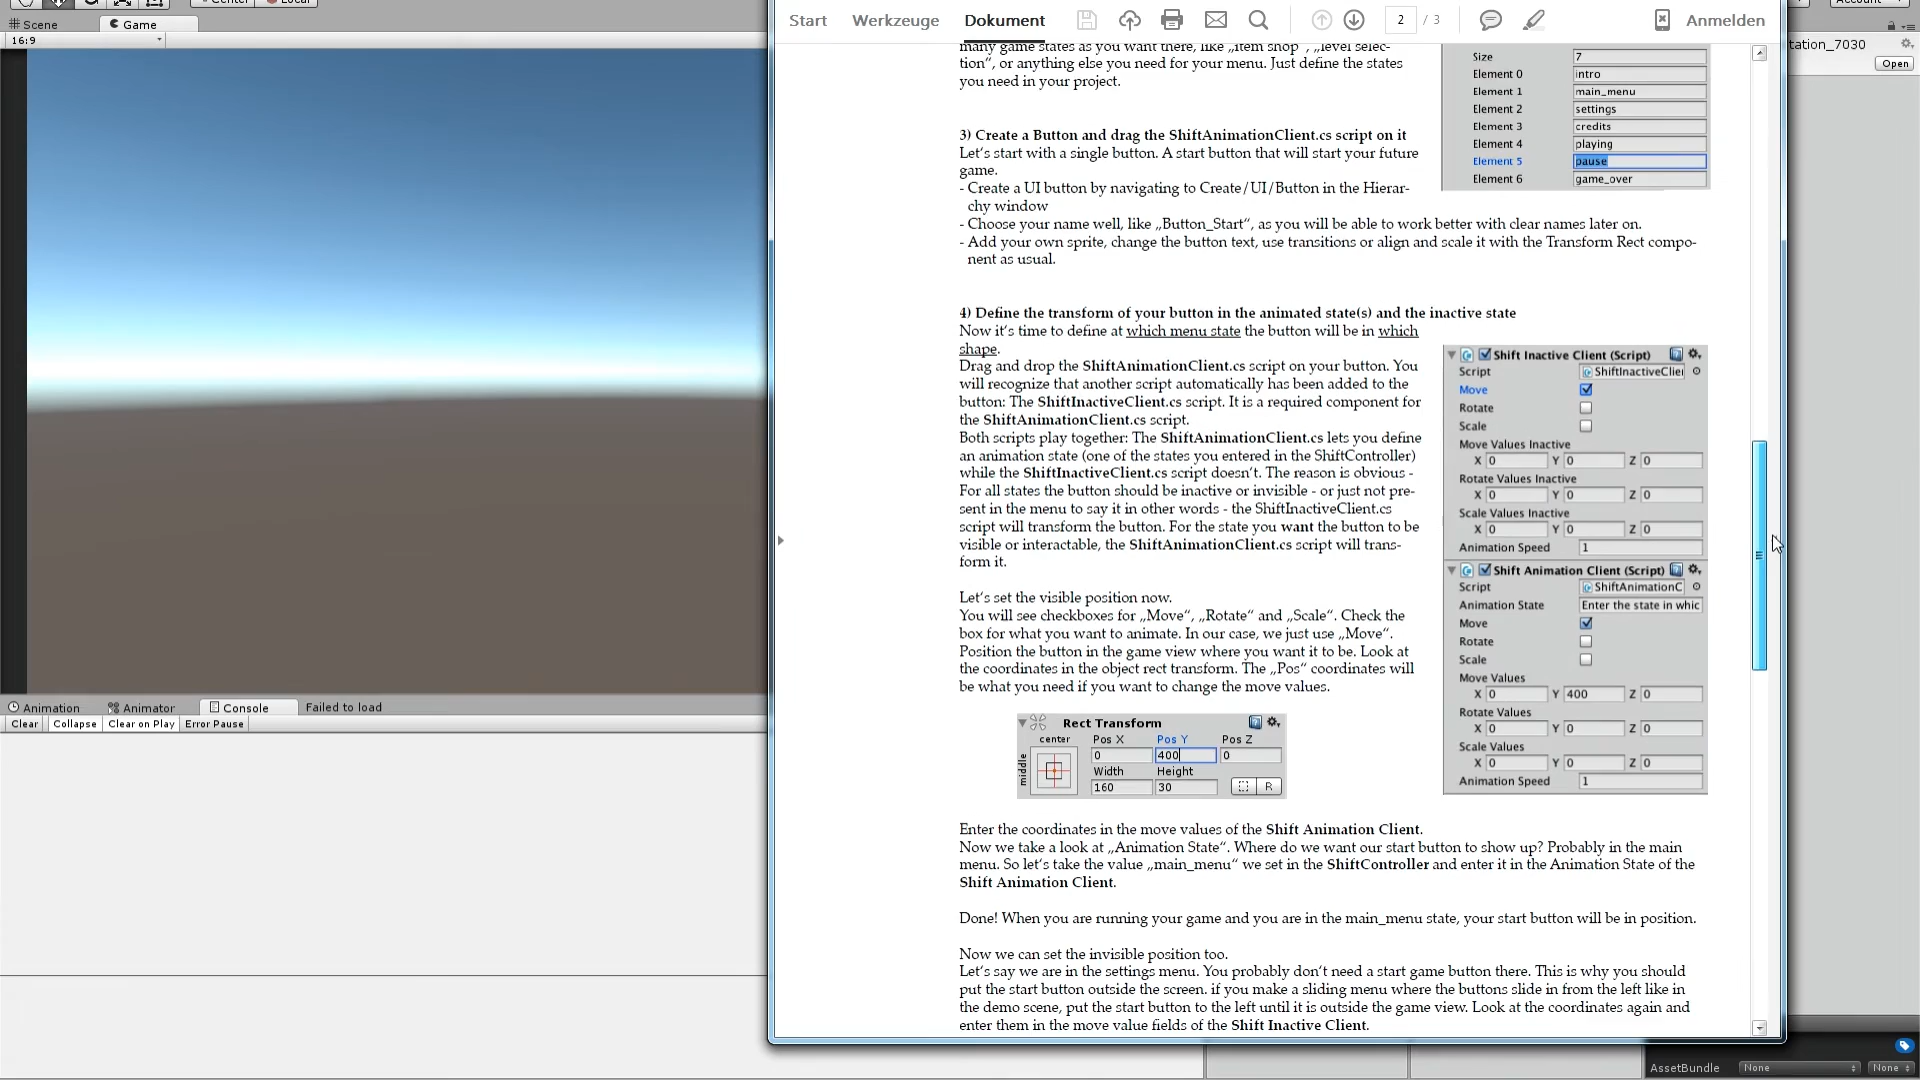 Center
Local
Account
Scene
Game
16:9
Start
Werkzeuge
Dokument
2
/ 3
Anmelden
tation_7030
Open
many game states as you want there, like „item shop“, „level selec-
tion“, or anything else you need for your menu. Just define the states
you need in your project.
Size 7
Element 0 intro
Element 1 main_menu
Element 2 settings
Element 3 credits
Element 4 playing
Element 5 pause
Element 6 game_over
3) Create a Button and drag the ShiftAnimationClient.cs script on it
Let‘s start with a single button. A start button that will start your future
game.
- Create a UI button by navigating to Create/UI/Button in the Hierar-
chy window
- Choose your name well, like „Button_Start“, as you will be able to work better with clear names later on.
- Add your own sprite, change the button text, use transitions or align and scale it with the Transform Rect compo-
nent as usual.
4) Define the transform of your button in the animated state(s) and the inactive state
Now it‘s time to define at which menu state the button will be in which
shape.
Drag and drop the ShiftAnimationClient.cs script on your button. You
will recognize that another script automatically has been added to the
button: The ShiftInactiveClient.cs script. It is a required component for
the ShiftAnimationClient.cs script.
Both scripts play together: The ShiftAnimationClient.cs lets you define
an animation state (one of the states you entered in the ShiftController)
while the ShiftInactiveClient.cs script doesn‘t. The reason is obvious -
For all states the button should be inactive or invisible - or just not pre-
sent in the menu to say it in other words - the ShiftInactiveClient.cs
script will transform the button. For the state you want the button to be
visible or interactable, the ShiftAnimationClient.cs script will trans-
form it.
Let‘s set the visible position now.
You will see checkboxes for „Move“, „Rotate“ and „Scale“. Check the
box for what you want to animate. In our case, we just use „Move“.
Position the button in the game view where you want it to be. Look at
the coordinates in the object rect transform. The „Pos“ coordinates will
be what you need if you want to change the move values.
Shift Inactive Client (Script)
Script ShiftInactiveClie
Move
Rotate
Scale
Move Values Inactive
X 0 Y 0 Z 0
Rotate Values Inactive
X 0 Y 0 Z 0
Scale Values Inactive
X 0 Y 0 Z 0
Animation Speed 1
Shift Animation Client (Script)
Script ShiftAnimationC
Animation State Enter the state in whic
Move
Rotate
Scale
Move Values
X 0 Y 400 Z 0
Rotate Values
X 0 Y 0 Z 0
Scale Values
X 0 Y 0 Z 0
Animation Speed 1
Rect Transform
center Pos X Pos Y Pos Z
middle 0 400 0
Width Height
160 30 R
Enter the coordinates in the move values of the Shift Animation Client.
Now we take a look at „Animation State“. Where do we want our start button to show up? Probably in the main
menu. So let‘s take the value „main_menu“ we set in the ShiftController and enter it in the Animation State of the
Shift Animation Client.
Done! When you are running your game and you are in the main_menu state, your start button will be in position.
Now we can set the invisible position too.
Let‘s say we are in the settings menu. You probably don‘t need a start game button there. This is why you should
put the start button outside the screen. if you make a sliding menu where the buttons slide in from the left like in
the demo scene, put the start button to the left until it is outside the game view. Look at the coordinates again and
enter them in the move value fields of the Shift Inactive Client.
Animation
Animator
Console
Failed to load
Clear
Collapse
Clear on Play
Error Pause
AssetBundle
None
None